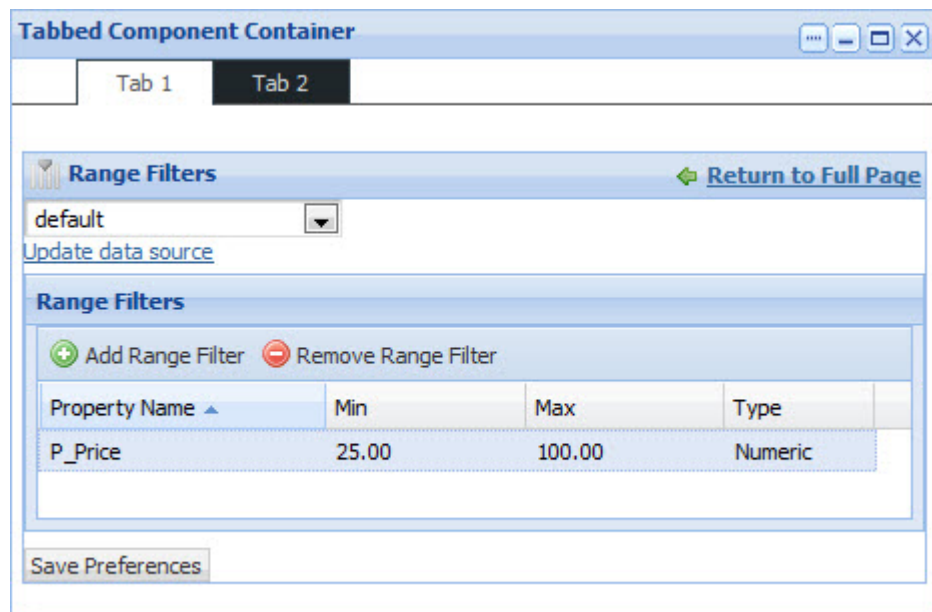 Tabbed Component Container
Tab 1 Tab 2
Range Filters Return to Full Page
default
Update data source
Range Filters
Add Range Filter Remove Range Filter
Property Name Min Max Type
P_Price 25.00 100.00 Numeric
Save Preferences